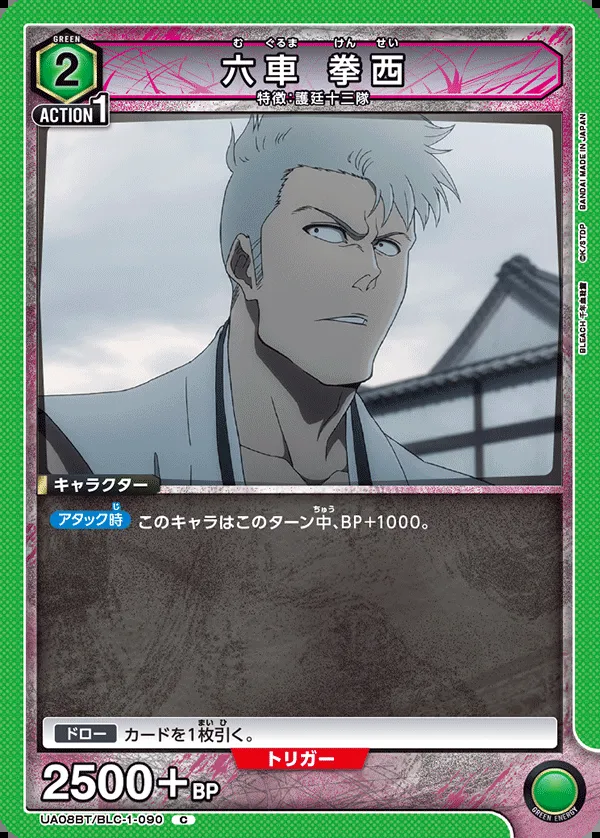 GREEN
2
ACTION 1
む ぐるま けん せい
六車 拳西
特徴:護廷十三隊
BANDAI MADE IN JAPAN
©K/STDP
BLEACH 千年血戦篇
キャラクター
じ
アタック時
ちゅう
このキャラはこのターン中、BP+1000。
まい ひ
ドロー カードを1枚引く。
トリガー
2500+BP
GREEN ENERGY
UA08BT/BLC-1-090 C